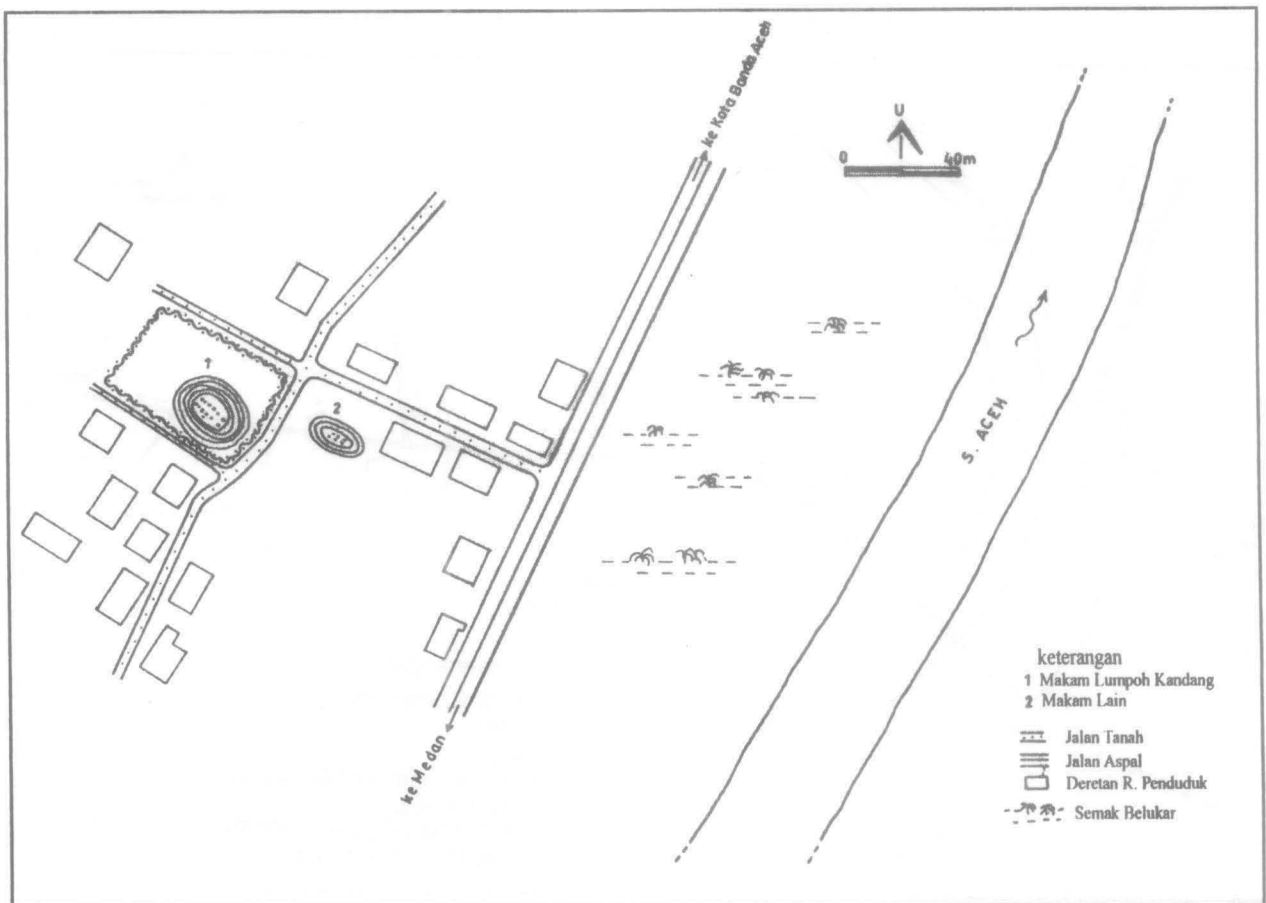 ke Kota Banda Aceh
U
0 40m
1
2
S. ACEH
ke Medan
keterangan
1 Makam Lumpoh Kandang
2 Makam Lain
Jalan Tanah
Jalan Aspal
Deretan R. Penduduk
Semak Belukar